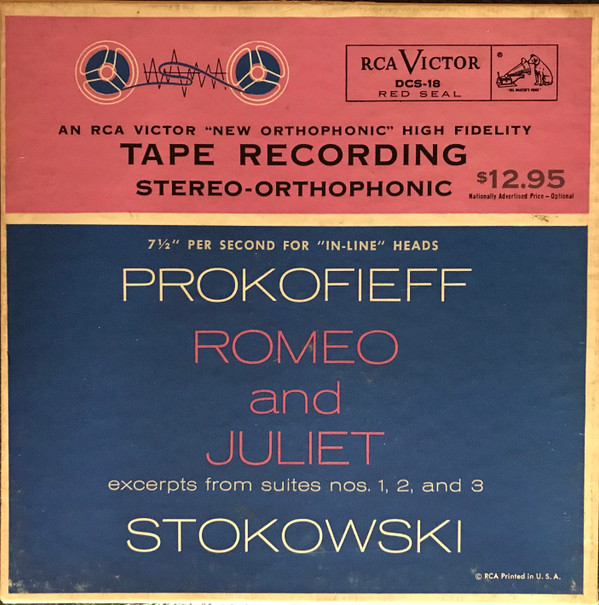 RCA VICTOR
DCS-18
RED SEAL
"HIS MASTER'S VOICE"
AN RCA VICTOR "NEW ORTHOPHONIC" HIGH FIDELITY
TAPE RECORDING
STEREO-ORTHOPHONIC
$12.95
Nationally Advertised Price – Optional
7½" PER SECOND FOR "IN-LINE" HEADS
PROKOFIEFF
ROMEO
and
JULIET
excerpts from suites nos. 1, 2, and 3
STOKOWSKI
© RCA Printed in U. S. A.